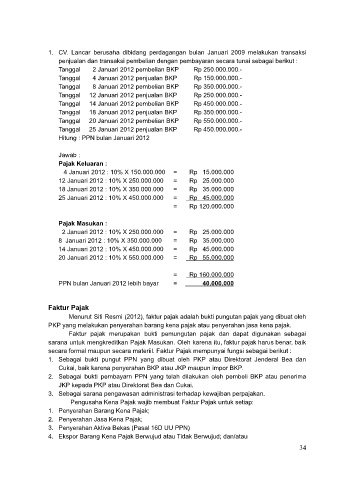 1. CV. Lancar berusaha dibidang perdagangan bulan Januari 2009 melakukan transaksi
penjualan dan transaksi pembelian dengan pembayaran secara tunai sebagai berikut :
Tanggal 2 Januari 2012 pembelian BKP Rp 250.000.000.-
Tanggal 4 Januari 2012 penjualan BKP Rp 150.000.000.-
Tanggal 8 Januari 2012 pembelian BKP Rp 350.000.000.-
Tanggal 12 Januari 2012 penjualan BKP Rp 250.000.000.-
Tanggal 14 Januari 2012 pembelian BKP Rp 450.000.000.-
Tanggal 18 Januari 2012 penjualan BKP Rp 350.000.000.-
Tanggal 20 Januari 2012 pembelian BKP Rp 550.000.000.-
Tanggal 25 Januari 2012 penjualan BKP Rp 450.000.000.-
Hitung : PPN bulan Januari 2012
Jawab :
Pajak Keluaran :
4 Januari 2012 : 10% X 150.000.000 = Rp 15.000.000
12 Januari 2012 : 10% X 250.000.000 = Rp 25.000.000
18 Januari 2012 : 10% X 350.000.000 = Rp 35.000.000
25 Januari 2012 : 10% X 450.000.000 = Rp 45.000.000
= Rp 120.000.000
Pajak Masukan :
2 Januari 2012 : 10% X 250.000.000 = Rp 25.000.000
8 Januari 2012 : 10% X 350.000.000 = Rp 35.000.000
14 Januari 2012 : 10% X 450.000.000 = Rp 45.000.000
20 Januari 2012 : 10% X 550.000.000 = Rp 55.000.000
= Rp 160.000.000
PPN bulan Januari 2012 lebih bayar = 40.000.000
Faktur Pajak
Menurut Siti Resmi (2012), faktur pajak adalah bukti pungutan pajak yang dibuat oleh
PKP yang melakukan penyerahan barang kena pajak atau penyerahan jasa kena pajak.
Faktur pajak merupakan bukti pemungutan pajak dan dapat digunakan sebagai
sarana untuk mengkreditkan Pajak Masukan. Oleh karena itu, faktur pajak harus benar, baik
secara formal maupun secara materiil. Faktur Pajak mempunyai fungsi sebagai berikut :
1. Sebagai bukti pungut PPN yang dibuat oleh PKP atau Direktorat Jenderal Bea dan
Cukai, baik karena penyerahan BKP atau JKP maupun impor BKP.
2. Sebagai bukti pembayarn PPN yang telah dilakukan oleh pembeli BKP atau penerima
JKP kepada PKP atau Direktorat Bea dan Cukai.
3. Sebagai sarana pengawasan administrasi terhadap kewajiban perpajakan.
Pengusaha Kena Pajak wajib membuat Faktur Pajak untuk setiap:
1. Penyerahan Barang Kena Pajak;
2. Penyerahan Jasa Kena Pajak;
3. Penyerahan Aktiva Bekas (Pasal 16D UU PPN)
4. Ekspor Barang Kena Pajak Berwujud atau Tidak Berwujud; dan/atau
34